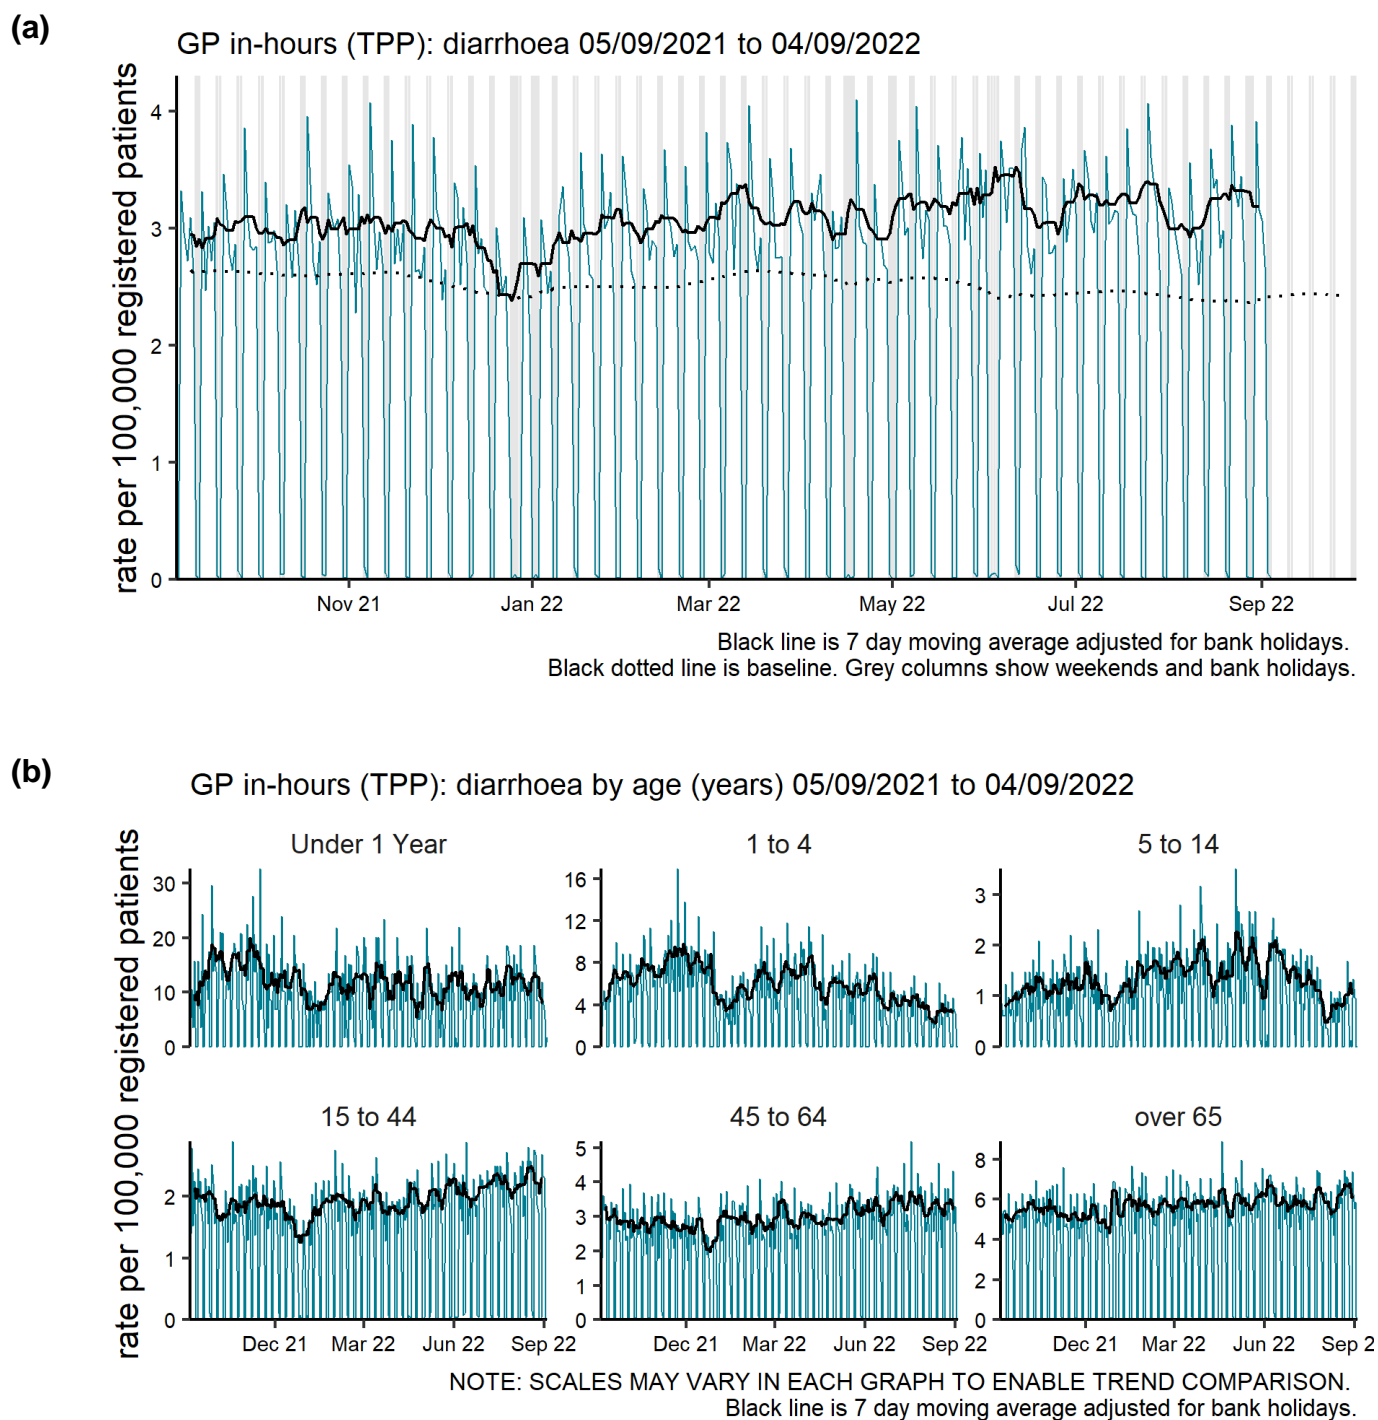 (a)
GP in-hours (TPP): diarrhoea 05/09/2021 to 04/09/2022
rate per 100,000 registered patients
4
3
2
1
0
Nov 21 Jan 22 Mar 22 May 22 Jul 22 Sep 22
Black line is 7 day moving average adjusted for bank holidays.
Black dotted line is baseline. Grey columns show weekends and bank holidays.
(b)
GP in-hours (TPP): diarrhoea by age (years) 05/09/2021 to 04/09/2022
rate per 100,000 registered patients
Under 1 Year
30
20
10
0
1 to 4
16
12
8
4
0
5 to 14
3
2
1
0
15 to 44
2
1
0
Dec 21 Mar 22 Jun 22 Sep 22
45 to 64
5
4
3
2
1
0
Dec 21 Mar 22 Jun 22 Sep 22
over 65
8
6
4
2
0
Dec 21 Mar 22 Jun 22 Sep 2
NOTE: SCALES MAY VARY IN EACH GRAPH TO ENABLE TREND COMPARISON.
Black line is 7 day moving average adjusted for bank holidays.